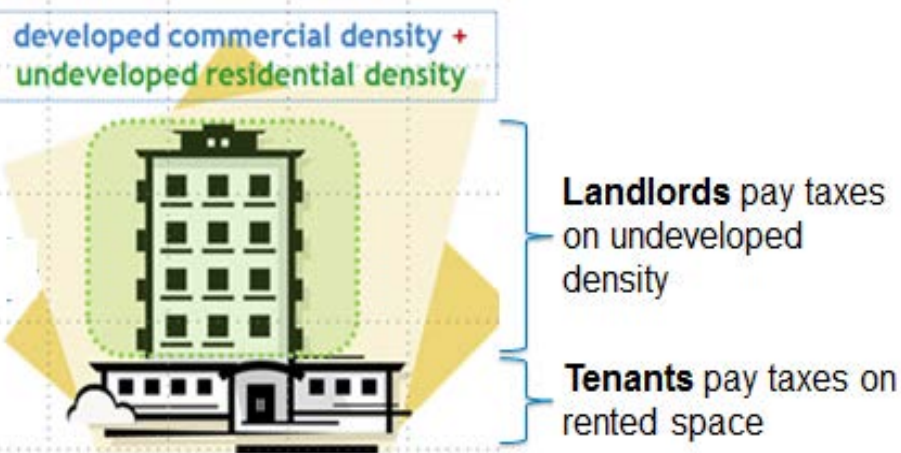 developed commercial density +
undeveloped residential density
Landlords pay taxes
on undeveloped
density
Tenants pay taxes on
rented space